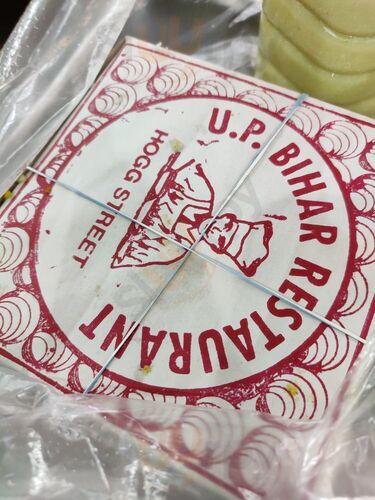 U.P. BIHAR RESTAURANT
HOGG STREET